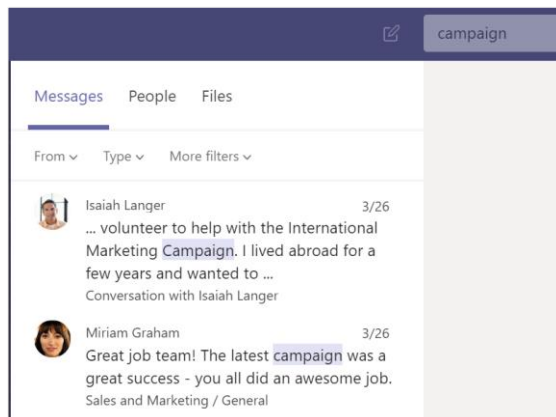 campaign
Messages People Files
From Type More filters
Isaiah Langer 3/26
... volunteer to help with the International
Marketing Campaign. I lived abroad for a
few years and wanted to ...
Conversation with Isaiah Langer
Miriam Graham 3/26
Great job team! The latest campaign was a
great success - you all did an awesome job.
Sales and Marketing / General